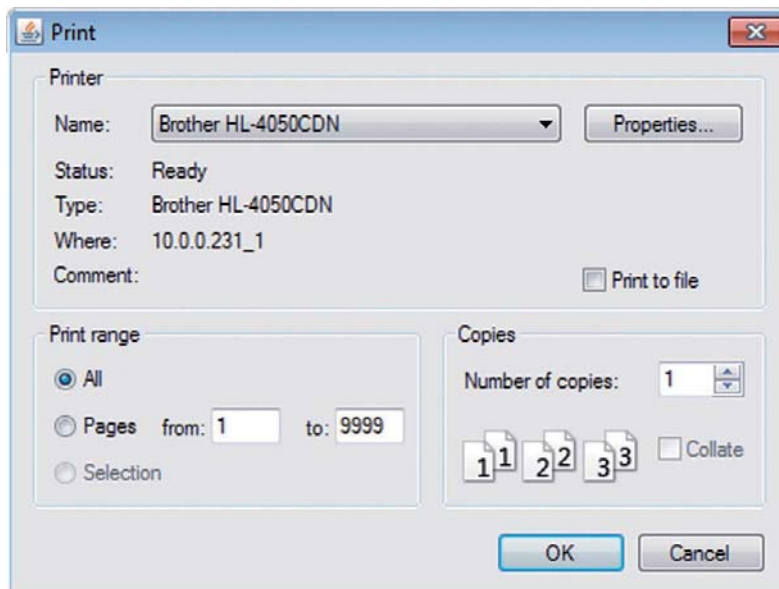 Print
Printer
Name: Brother HL-4050CDN Properties...
Status: Ready
Type: Brother HL-4050CDN
Where: 10.0.0.231_1
Comment: Print to file
Print range
All
Pages from: 1 to: 9999
Selection
Copies
Number of copies: 1
1 1 2 2 3 3 Collate
OK Cancel